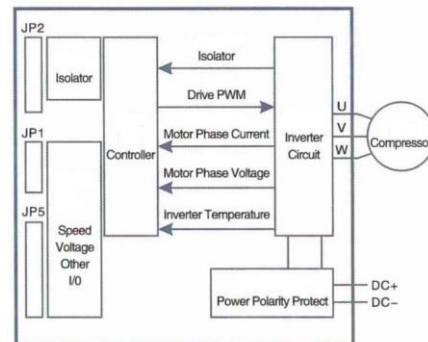 JP2
Isolator
JP1
JP5
Speed
Voltage
Other
I/0
Controller
Isolator
Drive PWM
Motor Phase Current
Motor Phase Voltage
Inverter Temperature
Inverter
Circuit
U
V
W
Compressor
Power Polarity Protect
DC+
DC-